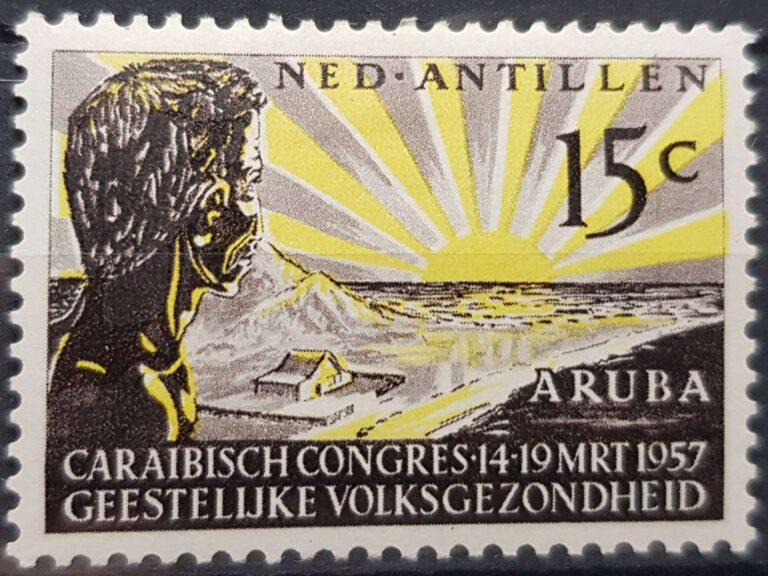 NED·ANTILLEN
15c
ARUBA
CARAIBISCH CONGRES·14-19 MRT 1957
GEESTELIJKE VOLKSGEZONDHEID